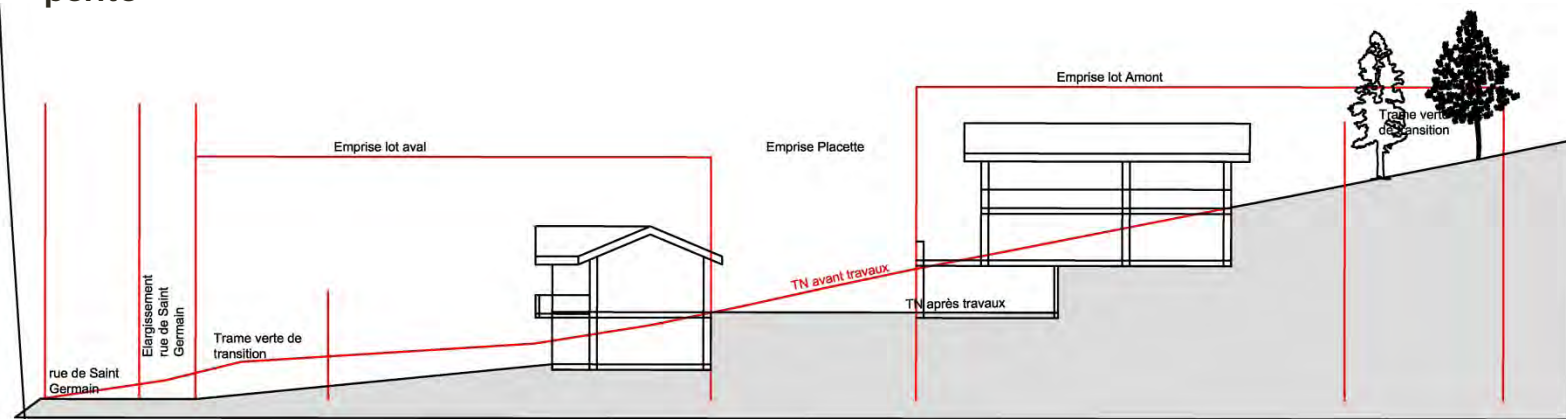 pente
Emprise lot Amont
Trame verte
de transition
Emprise lot aval
Emprise Placette
TN avant travaux
TN après travaux
Elargissement
rue de Saint
Germain
Trame verte de
transition
rue de Saint
Germain